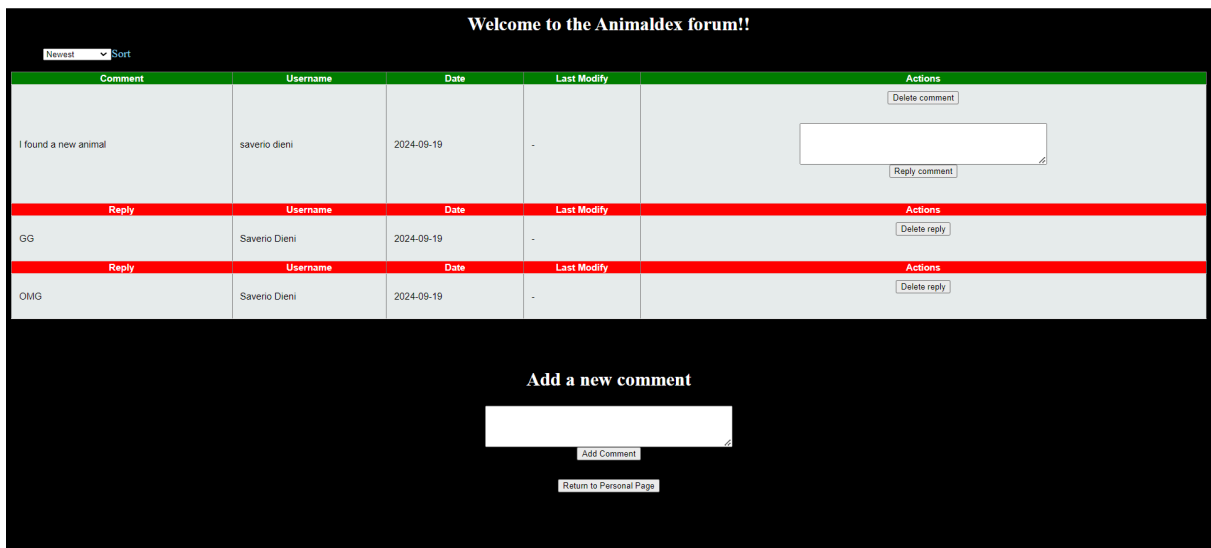 Welcome to the Animaldex forum!!
Newest Sort
Comment Username Date Last Modify Actions
Delete comment
I found a new animal saverio dieni 2024-09-19 -
Reply comment
Reply Username Date Last Modify Actions
GG Saverio Dieni 2024-09-19 - Delete reply
Reply Username Date Last Modify Actions
OMG Saverio Dieni 2024-09-19 - Delete reply
Add a new comment
Add Comment
Return to Personal Page